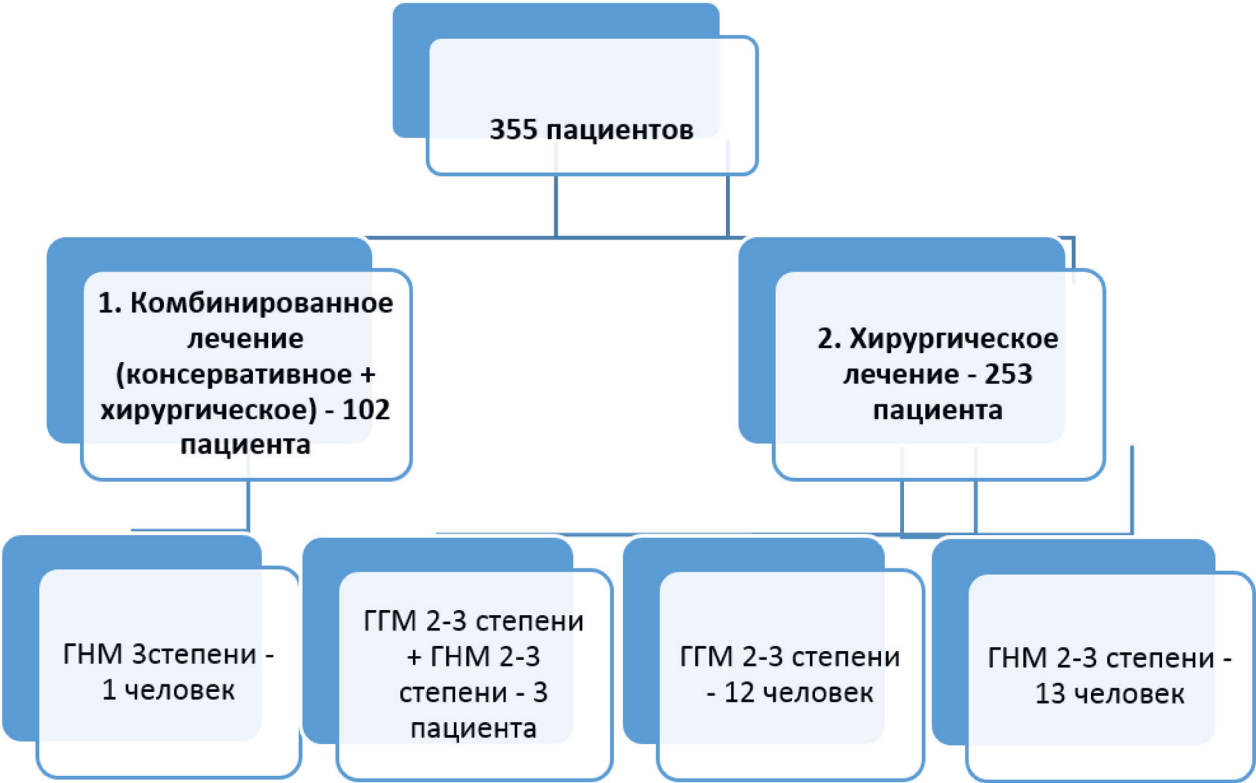 355 пациентов
1. Комбинированное
лечение
(консервативное +
хирургическое) - 102
пациента
2. Хирургическое
лечение - 253
пациента
ГНМ 3степени -
1 человек
ГГМ 2-3 степени
+ ГНМ 2-3
степени - 3
пациента
ГГМ 2-3 степени
- 12 человек
ГНМ 2-3 степени -
13 человек